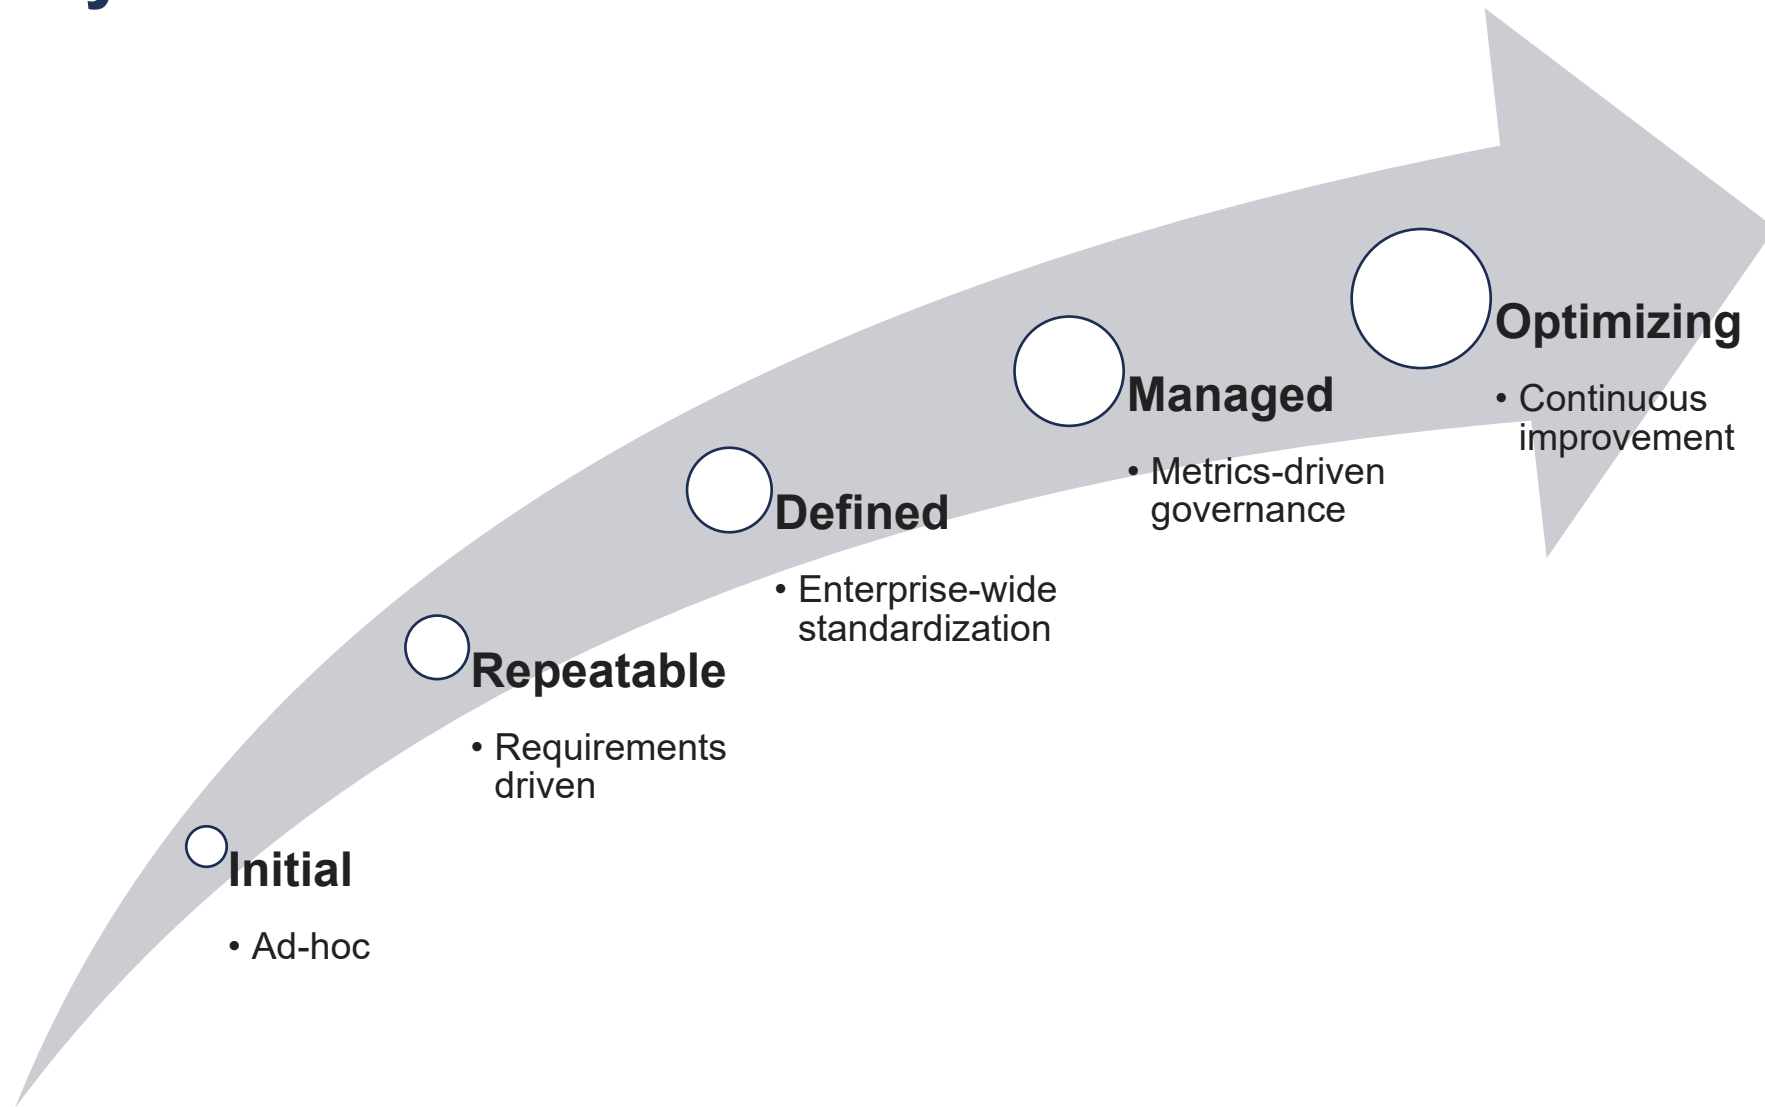 Optimizing
• Continuous
improvement
Managed
• Metrics-driven
governance
Defined
• Enterprise-wide
standardization
Repeatable
• Requirements
driven
Initial
• Ad-hoc